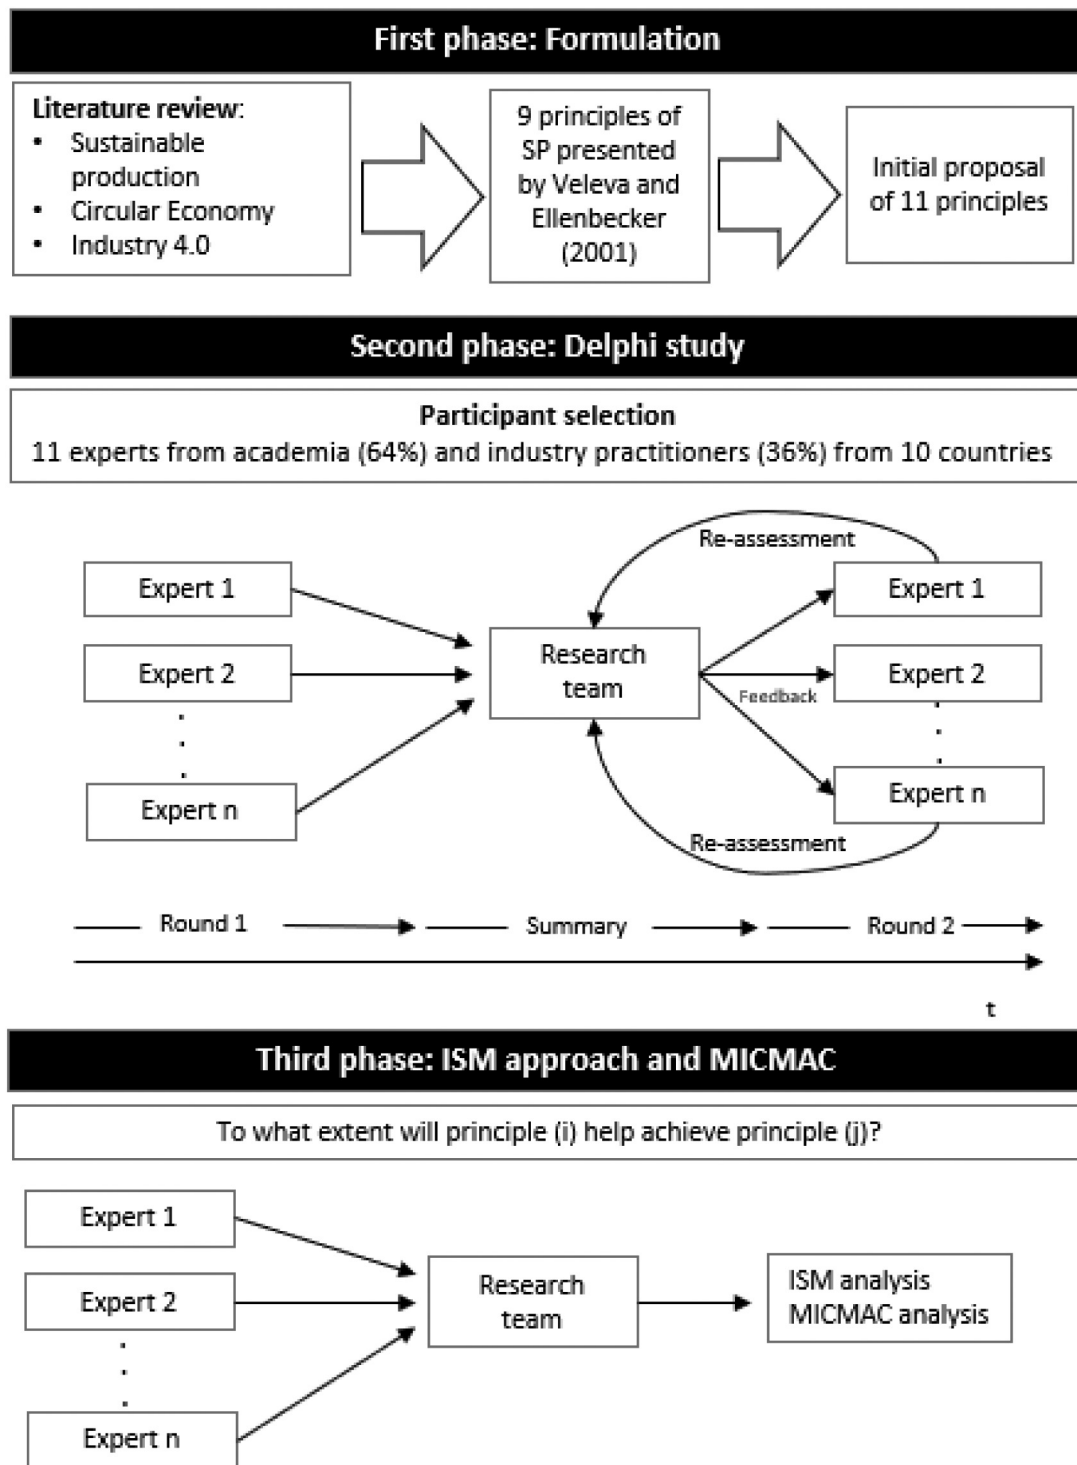 First phase: Formulation
Literature review:
• Sustainable
production
• Circular Economy
• Industry 4.0
9 principles of
SP presented
by Veleva and
Ellenbecker
(2001)
Initial proposal
of 11 principles
Second phase: Delphi study
Participant selection
11 experts from academia (64%) and industry practitioners (36%) from 10 countries
Expert 1
Expert 2
Expert n
Research
team
Re-assessment
Feedback
Re-assessment
Expert 1
Expert 2
Expert n
Round 1
Summary
Round 2
t
Third phase: ISM approach and MICMAC
To what extent will principle (i) help achieve principle (j)?
Expert 1
Expert 2
Expert n
Research
team
ISM analysis
MICMAC analysis